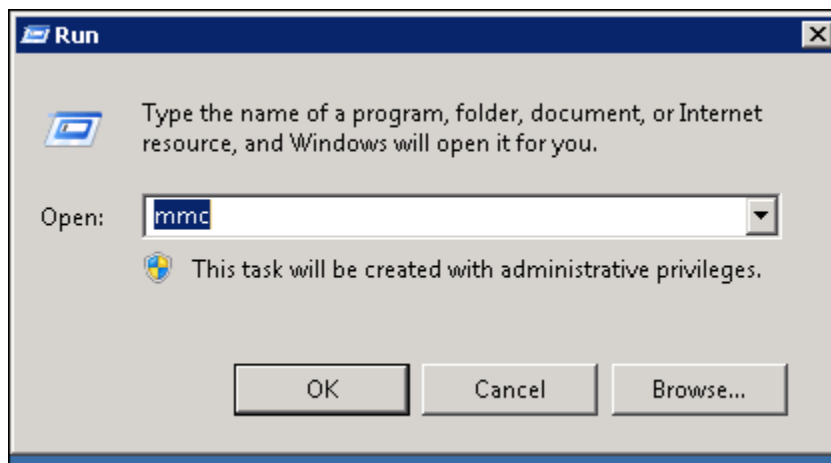 Run
Type the name of a program, folder, document, or Internet
resource, and Windows will open it for you.
Open: mmc
This task will be created with administrative privileges.
OK Cancel Browse...